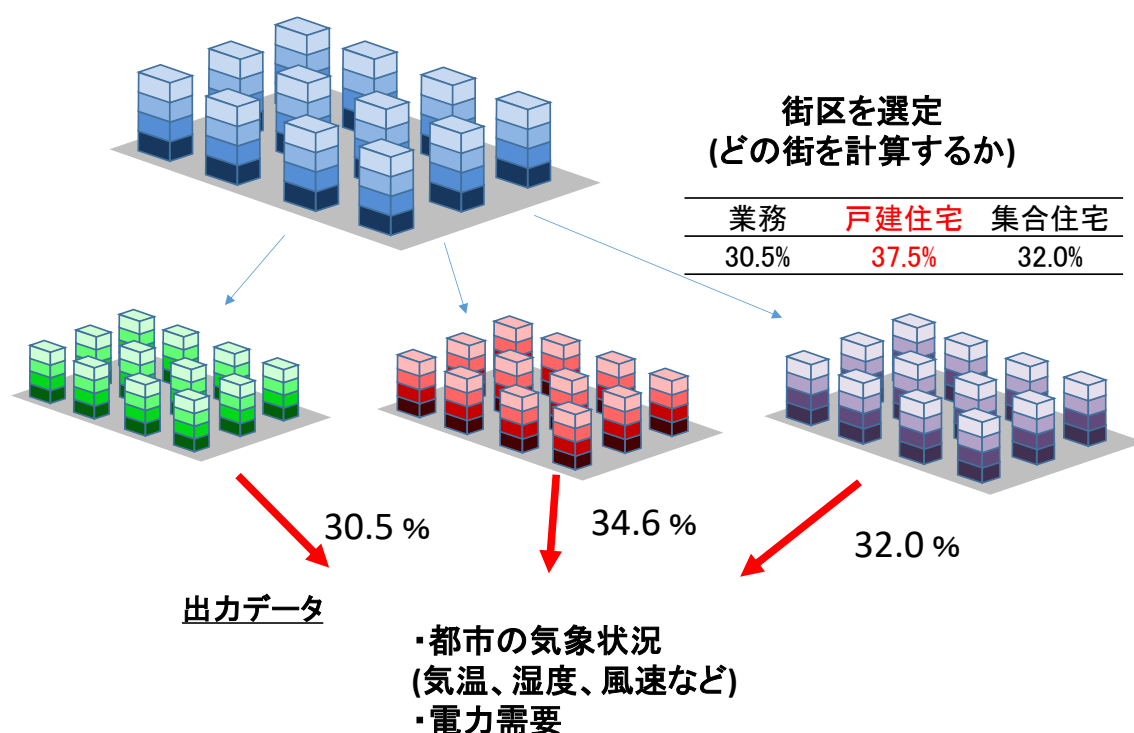 街区を選定
(どの街を計算するか)
業務 戸建住宅 集合住宅
30.5% 37.5% 32.0%
30.5 % 34.6 % 32.0 %
出力データ
・都市の気象状況
(気温、湿度、風速など)
・電力需要